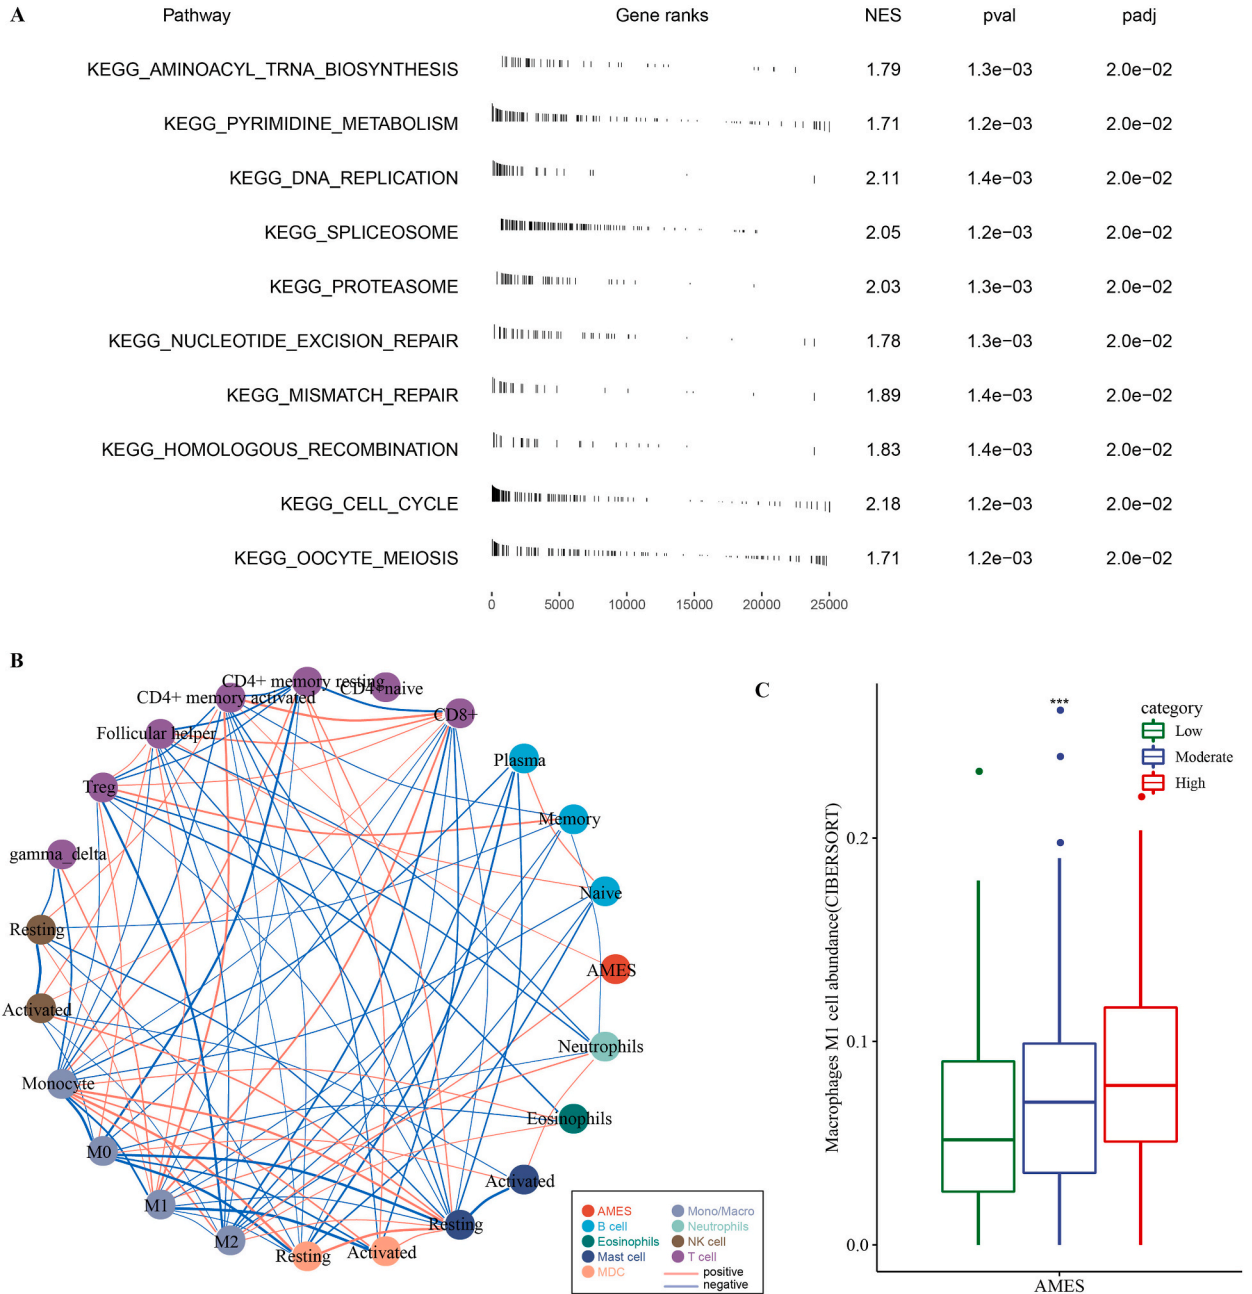 A
Pathway Gene ranks NES pval padj
KEGG_AMINOACYL_TRNA_BIOSYNTHESIS 1.79 1.3e−03 2.0e−02
KEGG_PYRIMIDINE_METABOLISM 1.71 1.2e−03 2.0e−02
KEGG_DNA_REPLICATION 2.11 1.4e−03 2.0e−02
KEGG_SPLICEOSOME 2.05 1.2e−03 2.0e−02
KEGG_PROTEASOME 2.03 1.3e−03 2.0e−02
KEGG_NUCLEOTIDE_EXCISION_REPAIR 1.78 1.3e−03 2.0e−02
KEGG_MISMATCH_REPAIR 1.89 1.4e−03 2.0e−02
KEGG_HOMOLOGOUS_RECOMBINATION 1.83 1.4e−03 2.0e−02
KEGG_CELL_CYCLE 2.18 1.2e−03 2.0e−02
KEGG_OOCYTE_MEIOSIS 1.71 1.2e−03 2.0e−02
0 5000 10000 15000 20000 25000
B
CD4+ memory resting
CD4+ naive
CD4+ memory activated
CD8+
Follicular helper
Plasma
Treg
Memory
gamma_delta
Naive
Resting
AMES
Activated
Neutrophils
Monocyte
Eosinophils
M0
Activated
M1
Resting
M2
Resting
Activated
AMES Mono/Macro
B cell Neutrophils
Eosinophils NK cell
Mast cell T cell
MDC positive
negative
C
***
category
Low
Moderate
High
Macrophages M1 cell abundance(CIBERSORT)
0.2
0.1
0.0
AMES